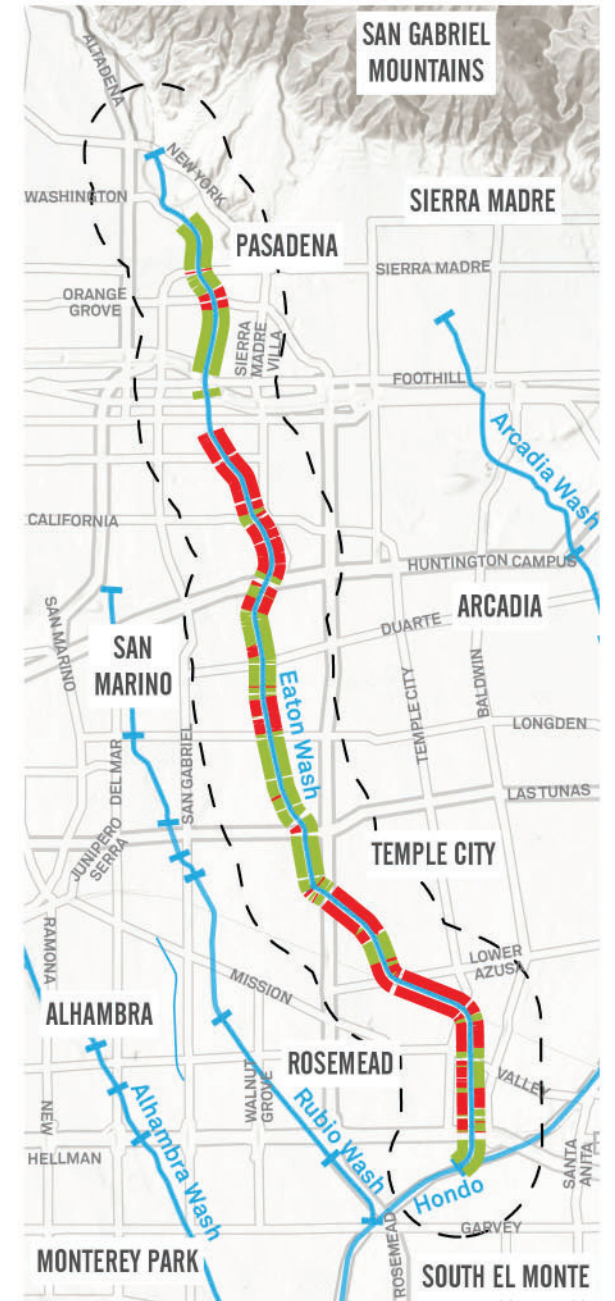 SAN GABRIEL
MOUNTAINS
ALTADENA
NEW YORK
WASHINGTON
SIERRA MADRE
PASADENA
SIERRA MADRE
ORANGE
GROVE
SIERRA
MADRE
VILLA
FOOTHILL
Arcadia Wash
CALIFORNIA
HUNTINGTON CAMPUS
ARCADIA
SAN MARINO
DUARTE
SAN
MARINO
TEMPLE CITY
BALDWIN
Eaton Wash
LONGDEN
DEL MAR
SAN GABRIEL
LAS TUNAS
JUNIPERO
SERRA
TEMPLE CITY
RAMONA
LOWER
AZUSA
MISSION
ALHAMBRA
ROSEMEAD
VALLEY
WALNUT
GROVE
NEW
Alhambra Wash
Rubio Wash
HELLMAN
SANTA
ANITA
Hondo
ROSEMEAD
GARVEY
MONTEREY PARK
SOUTH EL MONTE